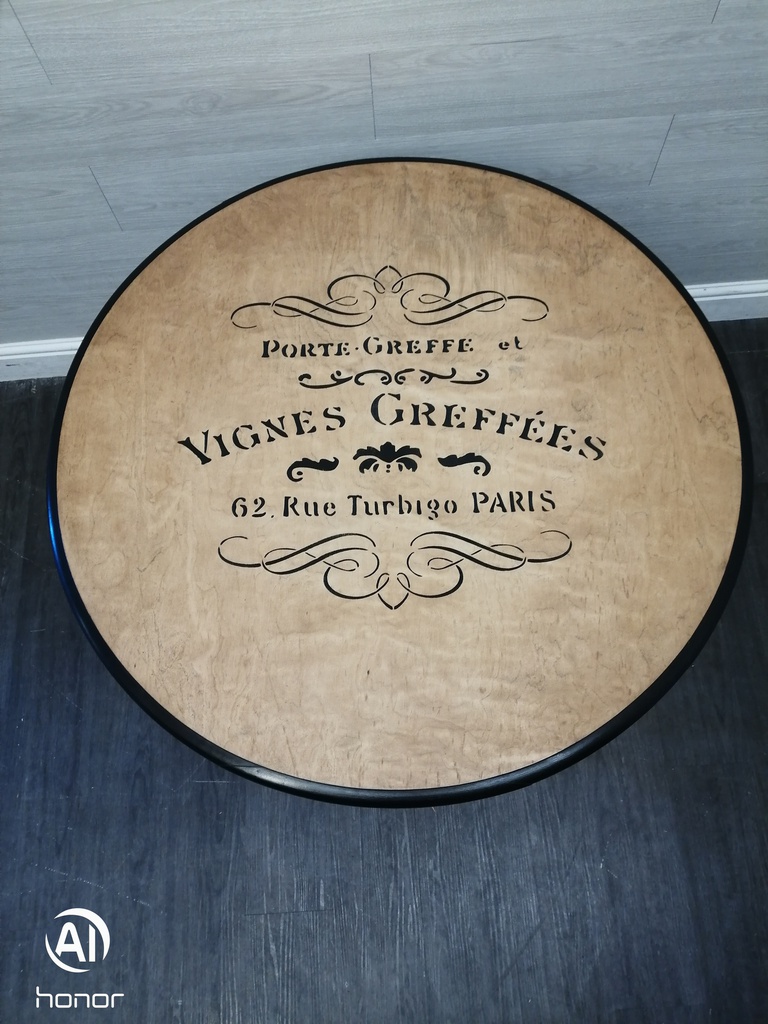 PORTE·GREFFE et
VIGNES GREFFÉES
62. Rue Turbigo PARIS
AI
honor